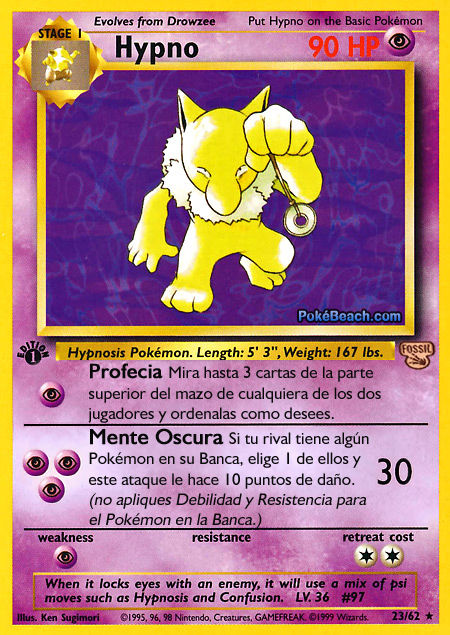 Evolves from Drowzee
Put Hypno on the Basic Pokémon
STAGE 1
Hypno
90 HP
PokéBeach.com
EDITION
1
Hypnosis Pokémon. Length: 5' 3", Weight: 167 lbs.
FOSSIL
Profecia Mira hasta 3 cartas de la parte
superior del mazo de cualquiera de los dos
jugadores y ordenalas como desees.
Mente Oscura Si tu rival tiene algún
Pokémon en su Banca, elige 1 de ellos y
este ataque le hace 10 puntos de daño.
(no apliques Debilidad y Resistencia para
el Pokémon en la Banca.)
30
weakness
resistance
retreat cost
When it locks eyes with an enemy, it will use a mix of psi
moves such as Hypnosis and Confusion. LV. 36 #97
Illus. Ken Sugimori
©1995, 96, 98 Nintendo, Creatures, GAMEFREAK. ©1999 Wizards.
23/62 ★